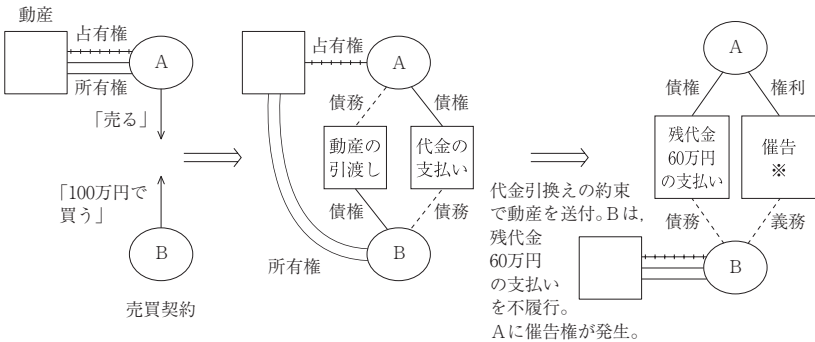 動産
占有権
A
所有権
「売る」
「100万円で
買う」
B
売買契約
占有権
A
債務
債権
動産の
引渡し
代金の
支払い
債権
債務
所有権
B
代金引換えの約束
で動産を送付。Bは,
残代金
60万円
の支払い
を不履行。
Aに催告権が発生。
A
債権
権利
残代金
60万円
の支払い
催告
※
債務
義務
B